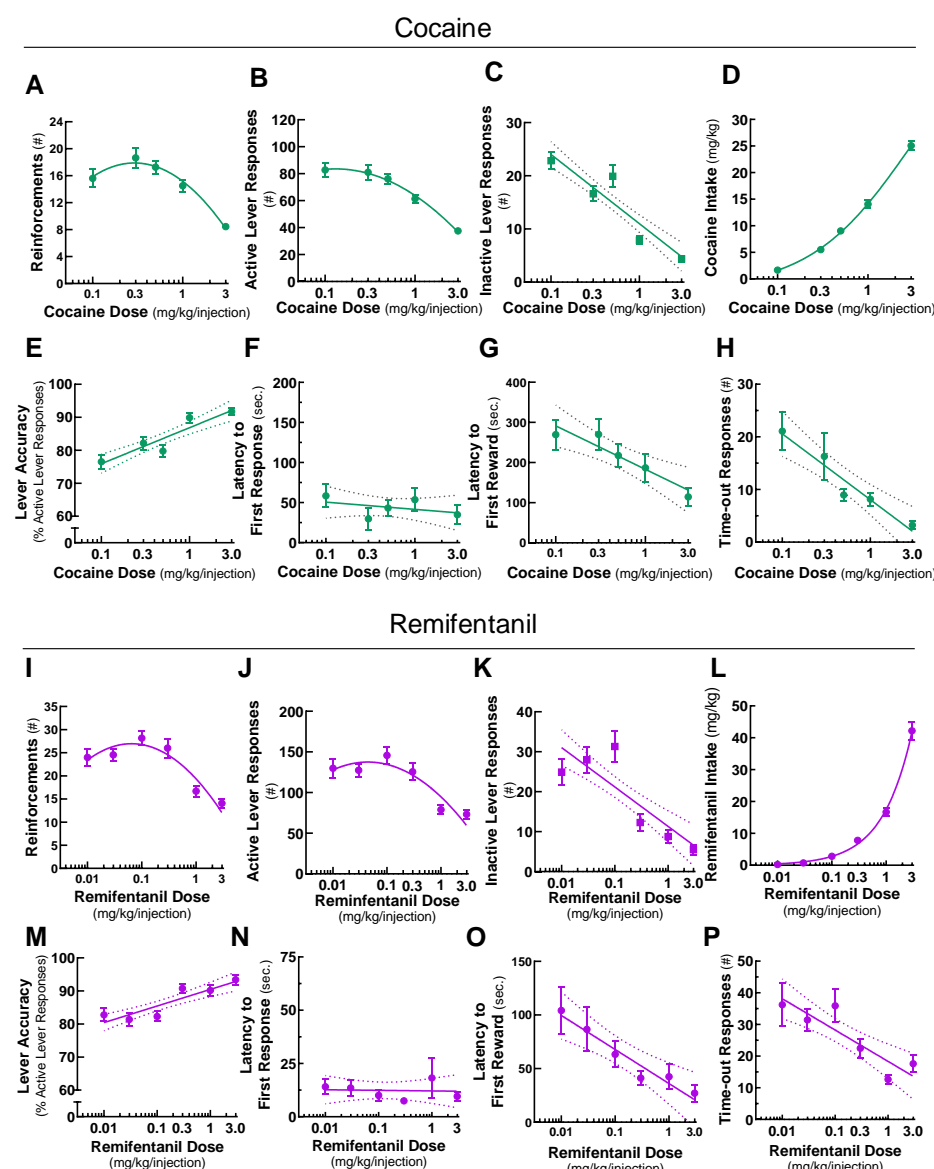 Cocaine
A
Reinforcements (#)
24
20
16
12
8
4
0
0.1
0.3
1
3
Cocaine Dose (mg/kg/injection)
B
Active Lever Responses
(#)
120
100
80
60
40
20
0
0.1
0.3
1
3.0
Cocaine Dose (mg/kg/injection)
C
Inactive Lever Responses
(#)
30
20
10
0
0.1
0.3
1
3.0
Cocaine Dose (mg/kg/injection)
D
Cocaine Intake (mg/kg)
30
25
20
15
10
5
0
0.1
0.3
1
3
Cocaine Dose (mg/kg/injection)
E
Lever Accuracy
(% Active Lever Responses)
100
90
80
70
60
0
0.1
0.3
1
3.0
Cocaine Dose (mg/kg/injection)
F
Latency to
First Response (sec.)
200
150
100
50
0
0.1
0.3
1
3.0
Cocaine Dose (mg/kg/injection)
G
Latency to
First Reward (sec.)
400
300
200
100
0
0.1
0.3
1
3.0
Cocaine Dose (mg/kg/injection)
H
Time-out Responses (#)
30
20
10
0
0.1
0.3
1
3.0
Cocaine Dose (mg/kg/injection)
Remifentanil
I
Reinforcements (#)
35
30
25
20
15
10
5
0
0.01
0.1
1
3
Remifentanil Dose
(mg/kg/injection)
J
Active Lever Responses
(#)
200
150
100
50
0
0.01
0.1
1
3.0
Reminfentanil Dose
(mg/kg/injection)
K
Inactive Lever Responses
(#)
40
30
20
10
0
0.01
0.1
1
3.0
Remifentanil Dose
(mg/kg/injection)
L
Remifentanil Intake (mg/kg)
50
40
30
20
10
0
0.01
0.1
1
3
Remifentanil Dose
(mg/kg/injection)
M
Lever Accuracy
(% Active Lever Responses)
100
90
80
70
60
0
0.01
0.1
1
3.0
Remifentanil Dose
(mg/kg/injection)
N
Latency to
First Response (sec.)
75
50
25
12
0
0.01
0.1
1
3
Remifentanil Dose
(mg/kg/injection)
O
Latency to
First Reward (sec.)
150
100
50
0
0.01
0.1
1
3.0
Remifentanil Dose
(mg/kg/injection)
P
Time-out Responses (#)
50
40
30
20
10
0
0.01
0.1
1
3.0
Remifentanil Dose
(mg/kg/injection)